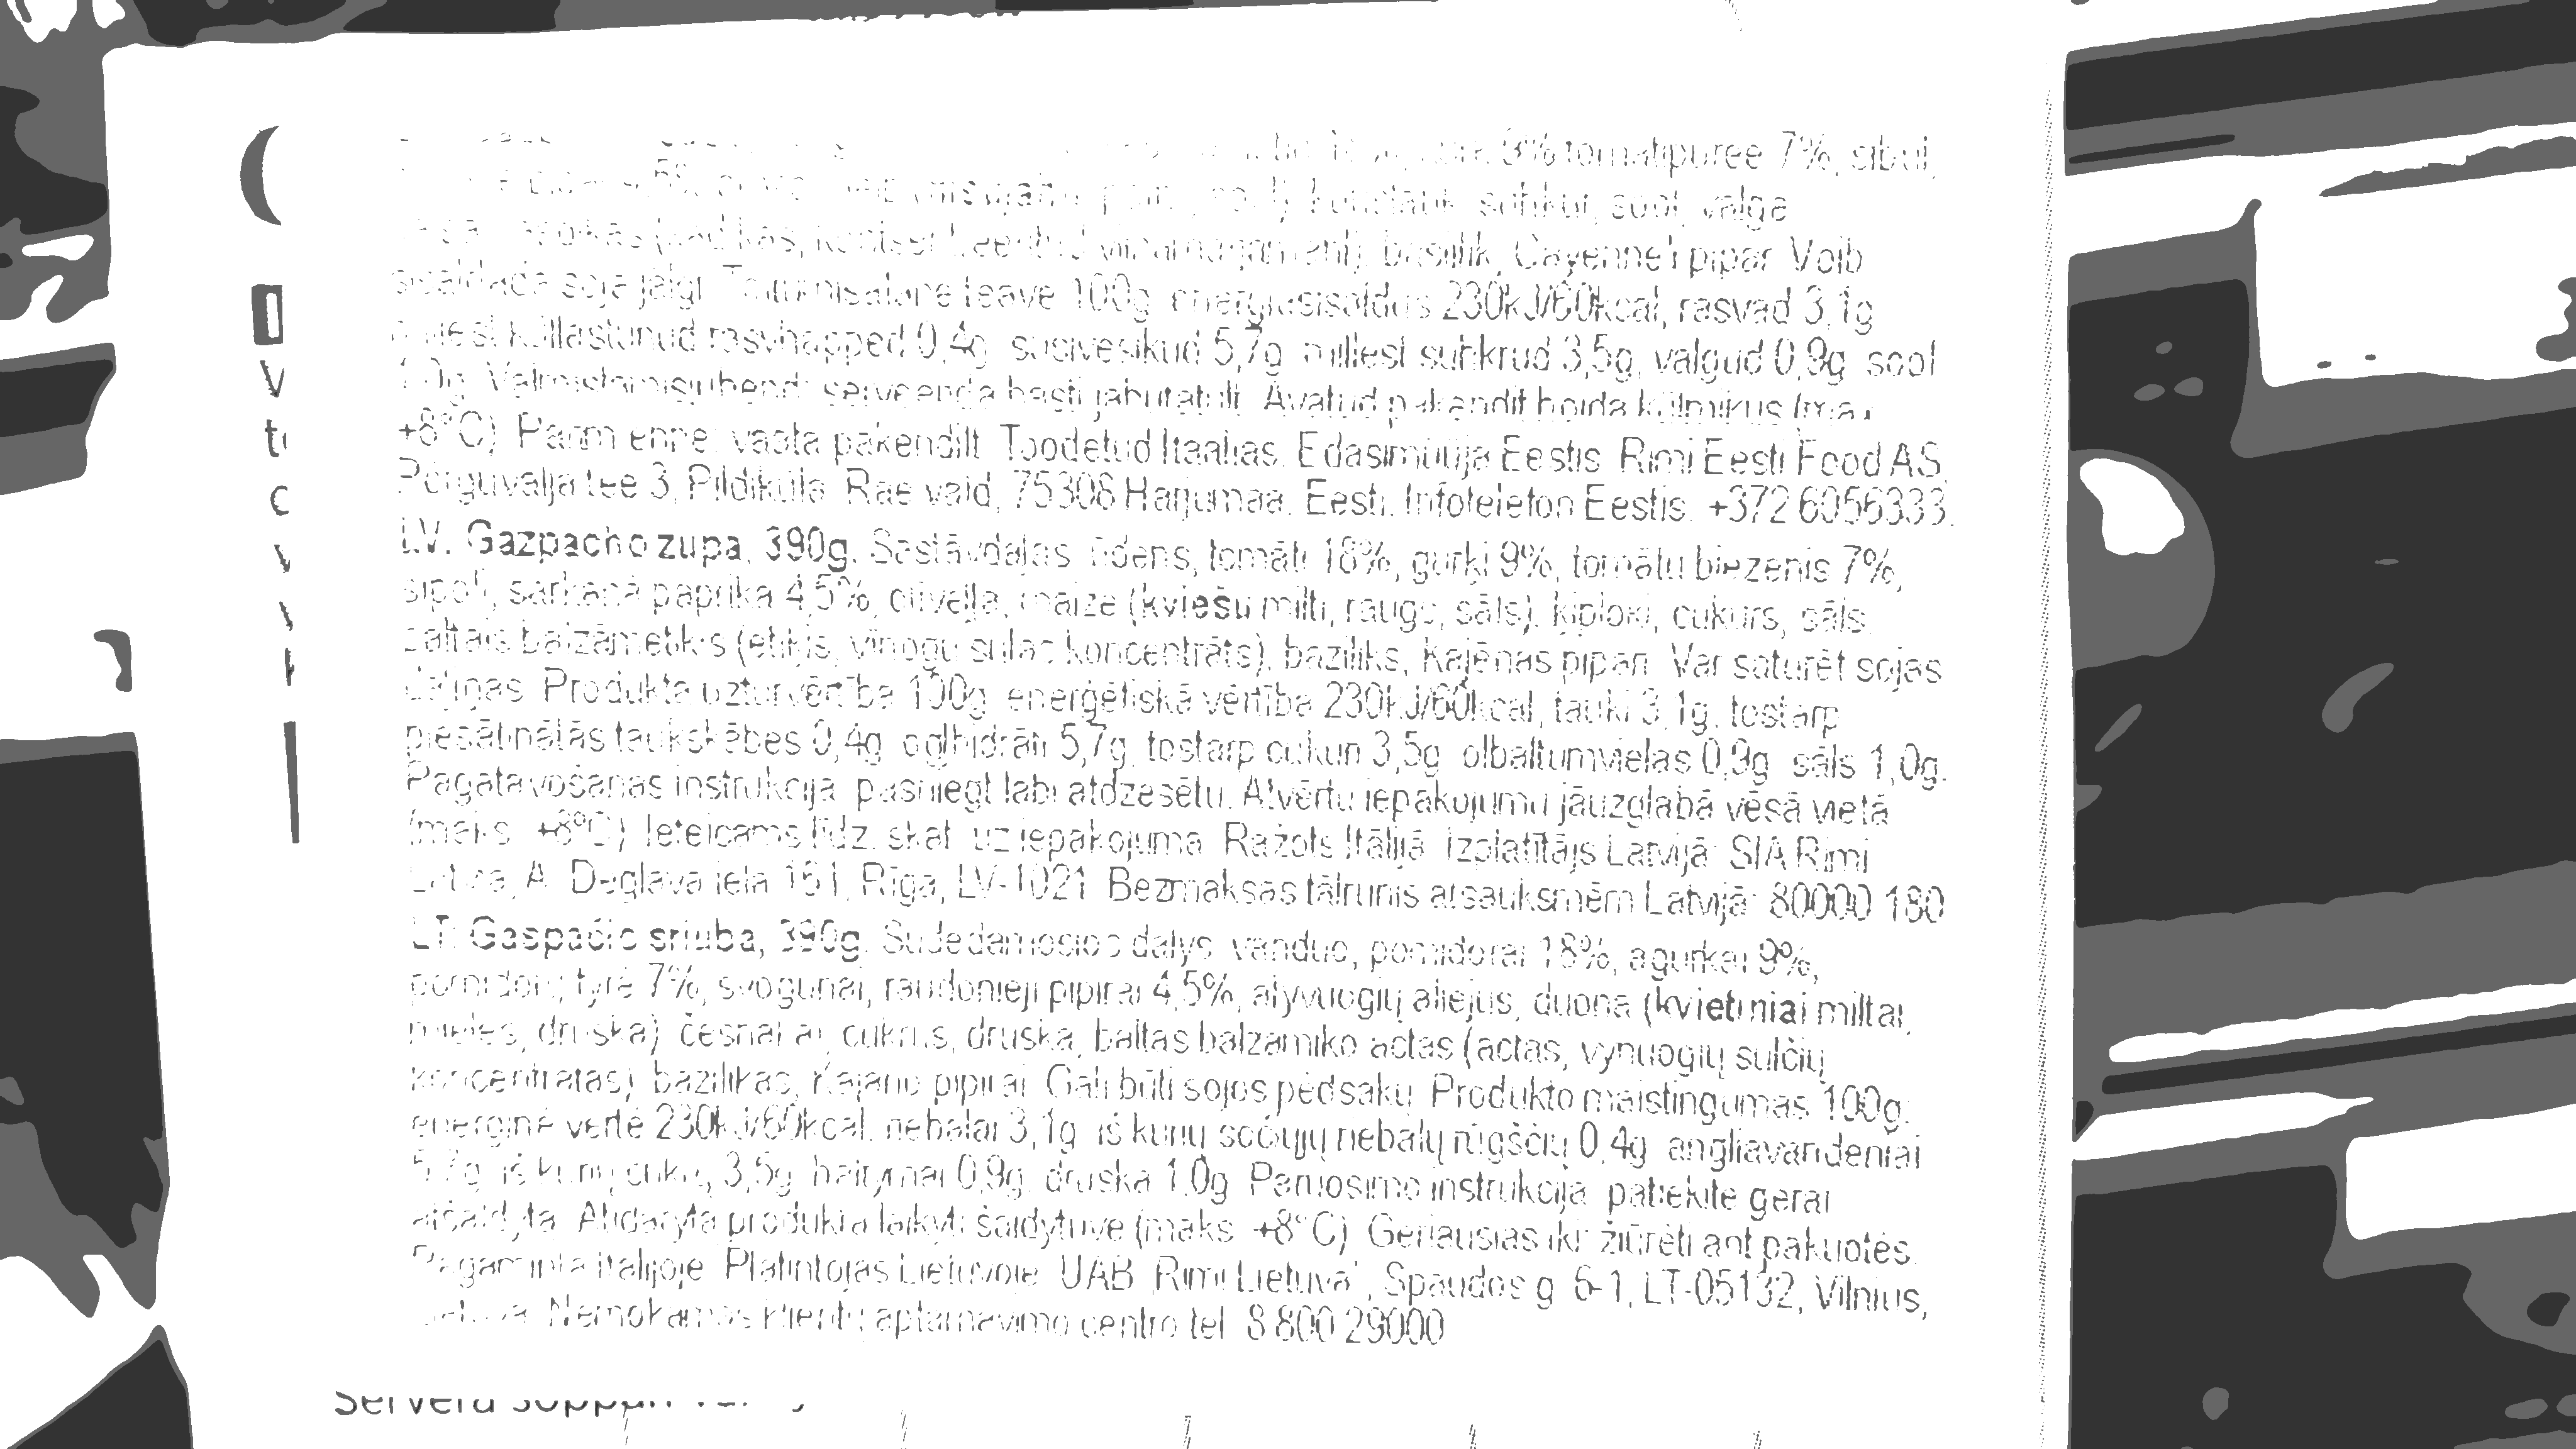 9% tomatipüree 7%, sibul,
5% suhkur, sool, valge
basiilik, Cayenne'i pipar. Võib
sisaldada soja jälgi. Toitumisalane teave 100g: energiasisaldus 230kJ/60kcal, rasvad 3,1g
millest küllastunud rasvhapped 0,4g, süsivesikud 5,7g, millest suhkrud 3,5g, valgud 0,9g, sool
1,0g. Valmistamisjuhend: serveerida hästi jahutatult. Avatud pakendit hoida külmikus (max
+8°C). Parim enne: vaata pakendilt. Toodetud Itaalias. Edasimüüja Eestis: Rimi Eesti Food AS,
Põrguvälja tee 3, Pildiküla, Rae vald, 75306 Harjumaa, Eesti. Infotelefon Eestis: +372 6056333.
LV. Gazpacho zupa, 390g. Sastāvdaļas: ūdens, tomāti 18%, gurķi 9%, tomātu biezenis 7%,
sīpoli, sarkanā paprika 4,5%, olīveļļa, maize (kviešu milti, raugs, sāls), ķiploki, cukurs, sāls,
baltais balzāmetiķis (etiķis, vīnogu sulas koncentrāts), baziliks, Kajēnas pipari. Var saturēt sojas
daļiņas. Produkta uzturvērtība 100g: enerģētiskā vērtība 230kJ/60kcal, tauki 3,1g, tostarp
piesātinātās taukskābes 0,4g, ogļhidrāti 5,7g, tostarp cukuri 3,5g, olbaltumvielas 0,9g, sāls 1,0g.
Pagatavošanas instrukcija: pasniegt labi atdzesētu. Atvērtu iepakojumu jāuzglabā vēsā vietā
(maks. +8°C). Ieteicams līdz: skat. uz iepakojuma. Ražots Itālijā. Izplatītājs Latvijā: SIA Rimi
Latvia, A. Deglava iela 161, Rīga, LV-1021. Bezmaksas tālrunis atsauksmēm Latvijā: 80000 180
LT. Gaspačio sriuba, 390g. Sudedamosios dalys: vanduo, pomidorai 18%, agurkai 9%,
pomidorų tyrė 7%, svogūnai, raudonieji pipirai 4,5%, alyvuogių aliejus, duona (kvietiniai miltai,
mielės, druska), česnakai, cukrus, druska, baltas balzamiko actas (actas, vynuogių sulčių
koncentratas), bazilikas, Kajano pipirai. Gali būti sojos pėdsakų. Produkto maistingumas 100g:
energinė vertė 230kJ/60kcal, riebalai 3,1g, iš kurių sočiųjų riebalų rūgščių 0,4g, angliavandeniai
5,7g, iš kurių cukrų 3,5g, baltymai 0,9g, druska 1,0g. Paruošimo instrukcija: patiekite gerai
atšaldytą. Atidarytą produktą laikyti šaldytuve (maks. +8°C). Geriausias iki: žiūrėti ant pakuotės.
Pagaminta Italijoje. Platintojas Lietuvoje: UAB „Rimi Lietuva", Spaudos g. 6-1, LT-05132, Vilnius,
Lietuva. Nemokamas klientų aptarnavimo centro tel. 8 800 29000
Servera soppan